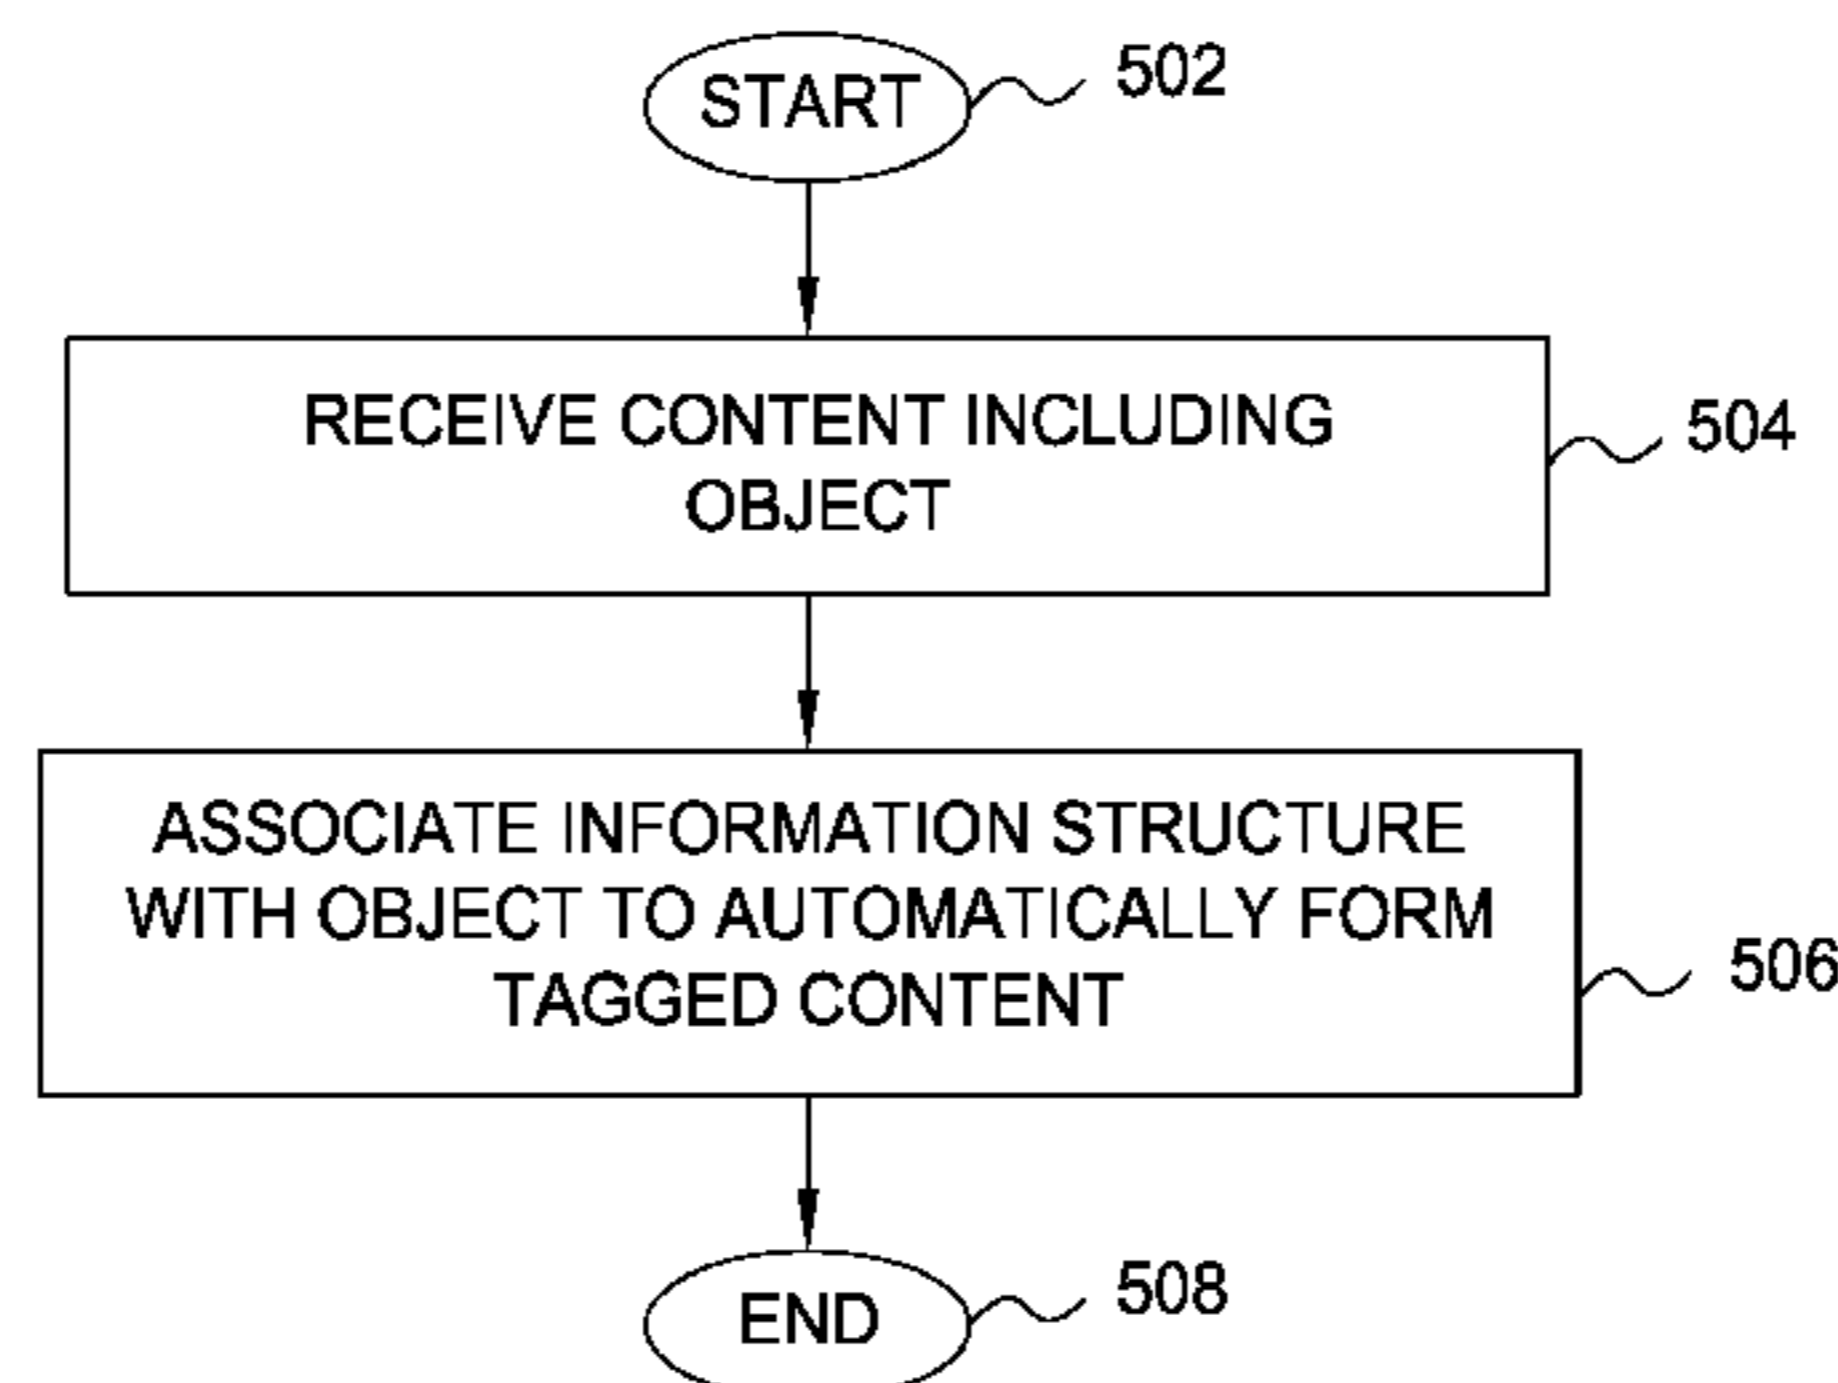 START
502
RECEIVE CONTENT INCLUDING
OBJECT
504
ASSOCIATE INFORMATION STRUCTURE
WITH OBJECT TO AUTOMATICALLY FORM
TAGGED CONTENT
506
END
508